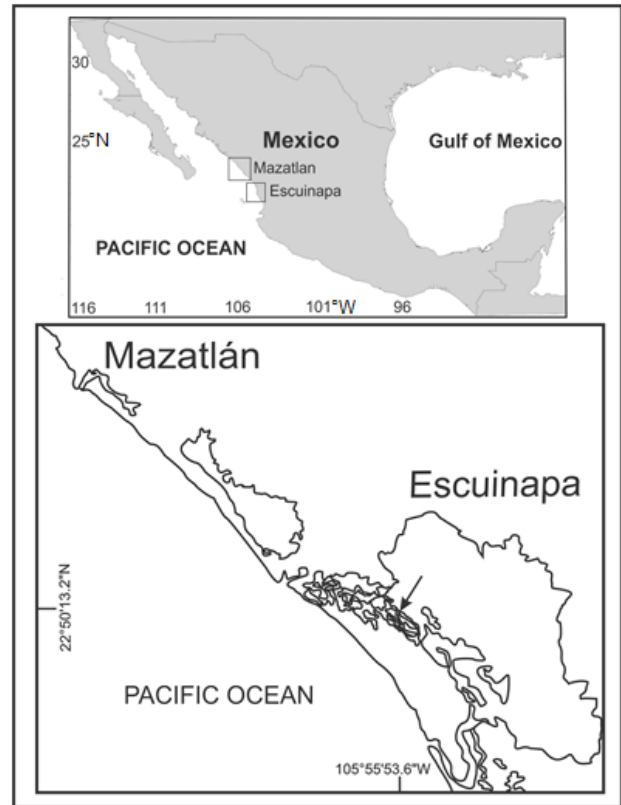 30
25°N
Mexico
Gulf of Mexico
Mazatlan
Escuinapa
PACIFIC OCEAN
116 111 106 101°W 96
Mazatlán
Escuinapa
22°50'13.2"N
PACIFIC OCEAN
105°55'53.6"W